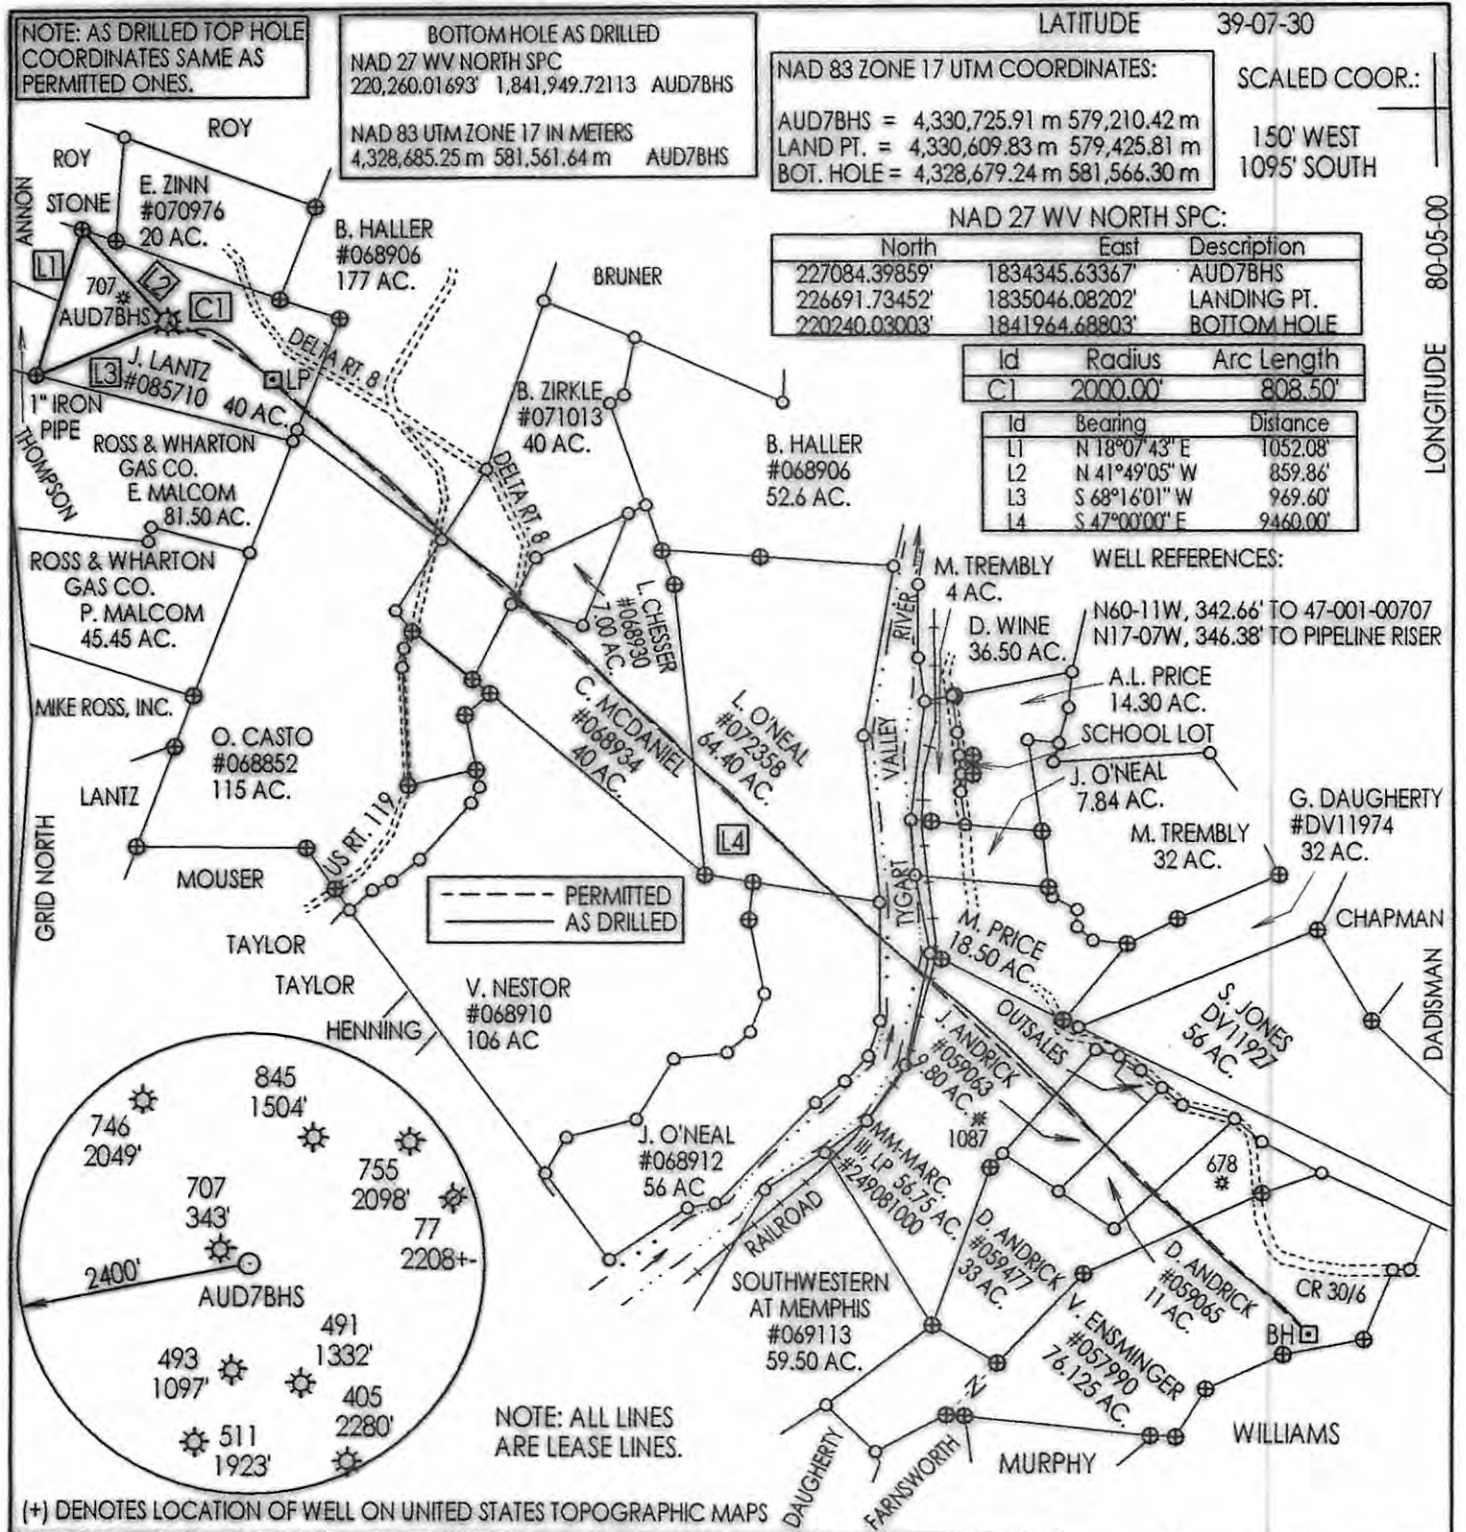 NOTE: AS DRILLED TOP HOLE
COORDINATES SAME AS
PERMITTED ONES.
BOTTOM HOLE AS DRILLED
NAD 27 WV NORTH SPC
220,260.01693' 1,841,949.72113 AUD7BHS
NAD 83 UTM ZONE 17 IN METERS
4,328,685.25 m 581,561.64 m AUD7BHS
LATITUDE 39-07-30
NAD 83 ZONE 17 UTM COORDINATES:
AUD7BHS = 4,330,725.91 m 579,210.42 m
LAND PT. = 4,330,609.83 m 579,425.81 m
BOT. HOLE = 4,328,679.24 m 581,566.30 m
SCALED COOR.:
150' WEST
1095' SOUTH
LONGITUDE 80-05-00
NAD 27 WV NORTH SPC:
North East Description
227084.39859' 1834345.63367' AUD7BHS
226691.73452' 1835046.08202' LANDING PT.
220240.03003' 1841964.68803' BOTTOM HOLE
Id Radius Arc Length
C1 2000.00' 808.50'
Id Bearing Distance
L1 N 18°07'43" E 1052.08'
L2 N 41°49'05" W 859.86'
L3 S 68°16'01" W 969.60'
L4 S 47°00'00" E 9460.00'
WELL REFERENCES:
N60-11W, 342.66' TO 47-001-00707
N17-07W, 346.38' TO PIPELINE RISER
ROY
ROY
ANNON
STONE
E. ZINN
#070976
20 AC.
B. HALLER
#068906
177 AC.
L1
L2
707
AUD7BHS
C1
L3
J. LANTZ
#085710
40 AC.
LP
1" IRON
PIPE
THOMPSON
DELTA RT. 8
BRUNER
B. ZIRKLE
#071013
40 AC.
DELTA RT. 8
B. HALLER
#068906
52.6 AC.
ROSS & WHARTON
GAS CO.
E. MALCOM
81.50 AC.
ROSS & WHARTON
GAS CO.
P. MALCOM
45.45 AC.
MIKE ROSS, INC.
LANTZ
GRID NORTH
O. CASTO
#068852
115 AC.
MOUSER
US RT. 119
L. CHESSER
#068930
7.00 AC.
C. MCDANIEL
#068934
40 AC.
L. O'NEAL
#072358
64.40 AC.
L4
M. TREMBLY
4 AC.
D. WINE
36.50 AC.
A.L. PRICE
14.30 AC.
SCHOOL LOT
J. O'NEAL
7.84 AC.
M. TREMBLY
32 AC.
G. DAUGHERTY
#DV11974
32 AC.
CHAPMAN
DADISMAN
TYGART VALLEY RIVER
PERMITTED
AS DRILLED
TAYLOR
TAYLOR
HENNING
V. NESTOR
#068910
106 AC
M. PRICE
18.50 AC.
OUTSALES
S. JONES
DV11927
56 AC.
J. ANDRICK
#059063
9.80 AC.
1087
678
J. O'NEAL
#068912
56 AC
MM-MARC.
III, LP 56.75 AC.
#249081000
RAILROAD
D. ANDRICK
#059477
33 AC.
D. ANDRICK
#059065
11 AC.
CR 30/6
BH
SOUTHWESTERN
AT MEMPHIS
#069113
59.50 AC.
V. ENSMINGER
#057990
76.125 AC.
WILLIAMS
MURPHY
FARNSWORTH
DAUGHERTY
746
2049'
845
1504'
755
2098'
77
2208+-
707
343'
2400'
AUD7BHS
491
1332'
493
1097'
405
2280'
511
1923'
NOTE: ALL LINES
ARE LEASE LINES.
(+) DENOTES LOCATION OF WELL ON UNITED STATES TOPOGRAPHIC MAPS